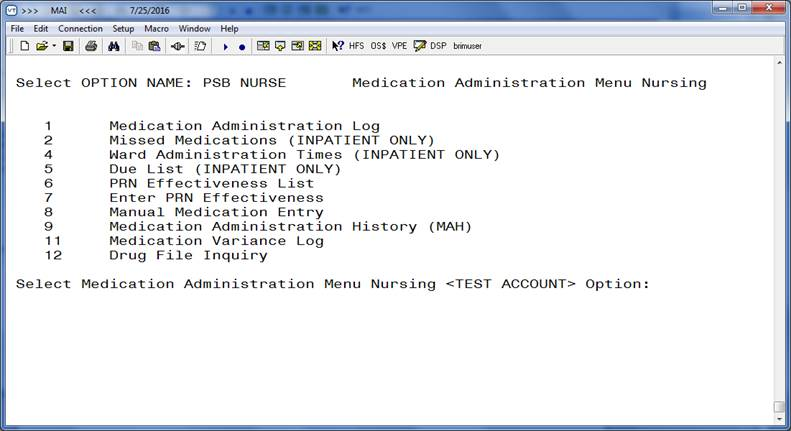 VT >>> MAI <<< 7/25/2016
File Edit Connection Setup Macro Window Help
HFS OS$ VPE DSP brimuser
Select OPTION NAME: PSB NURSE Medication Administration Menu Nursing
1 Medication Administration Log
2 Missed Medications (INPATIENT ONLY)
4 Ward Administration Times (INPATIENT ONLY)
5 Due List (INPATIENT ONLY)
6 PRN Effectiveness List
7 Enter PRN Effectiveness
8 Manual Medication Entry
9 Medication Administration History (MAH)
11 Medication Variance Log
12 Drug File Inquiry
Select Medication Administration Menu Nursing <TEST ACCOUNT> Option: